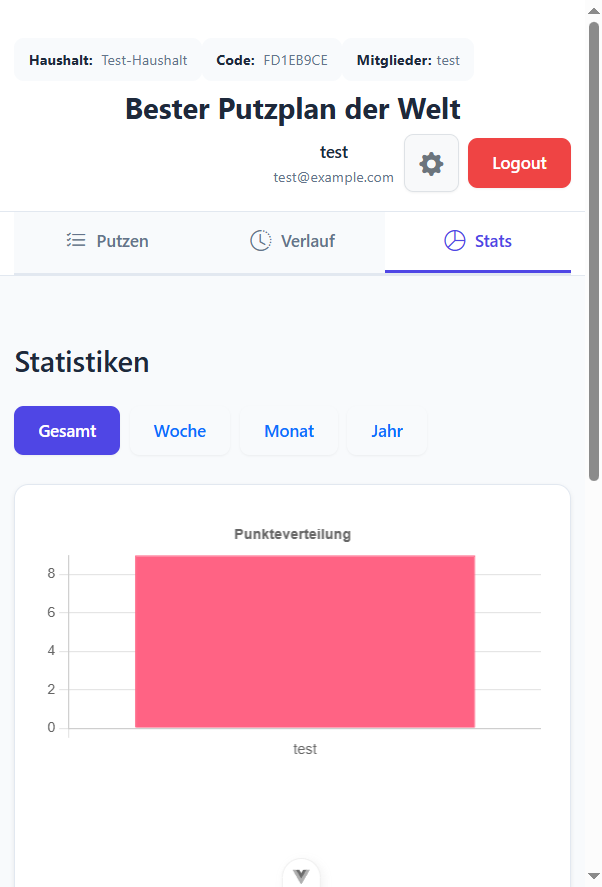 Haushalt: Test-Haushalt Code: FD1EB9CE Mitglieder: test
Bester Putzplan der Welt
test
test@example.com
Logout
Putzen Verlauf Stats
Statistiken
Gesamt Woche Monat Jahr
Punkteverteilung
8
6
4
2
0
test